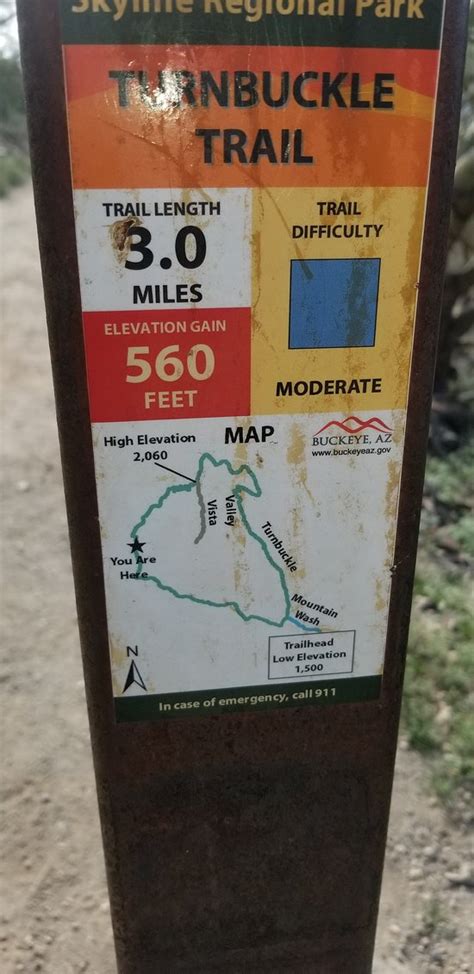 Skyline Regional Park
TURNBUCKLE
TRAIL
TRAIL LENGTH
3.0
MILES
ELEVATION GAIN
560
FEET
TRAIL
DIFFICULTY
MODERATE
MAP
BUCKEYE, AZ
www.buckeyeaz.gov
High Elevation
2,060
Valley
Vista
Turnbuckle
You Are
Here
Mountain
Wash
Trailhead
Low Elevation
1,500
N
In case of emergency, call 911